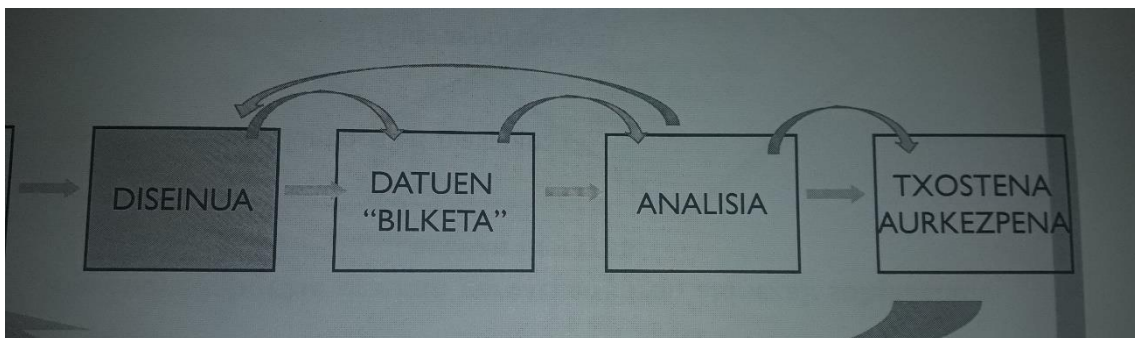 DISEINUA
DATUEN
“BILKETA”
ANALISIA
TXOSTENA
AURKEZPENA